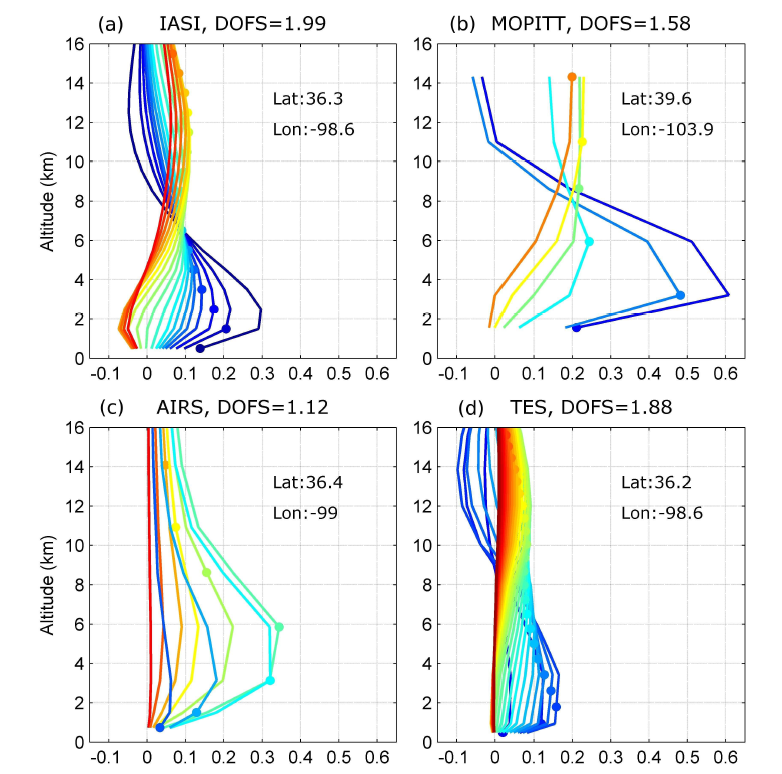 (a) IASI, DOFS=1.99
16
14
12
10
8
6
4
2
0
Altitude (km)
Lat:36.3
Lon:-98.6
-0.1 0 0.1 0.2 0.3 0.4 0.5 0.6
(b) MOPITT, DOFS=1.58
16
14
12
10
8
6
4
2
0
Lat:39.6
Lon:-103.9
-0.1 0 0.1 0.2 0.3 0.4 0.5 0.6
(c) AIRS, DOFS=1.12
16
14
12
10
8
6
4
2
0
Altitude (km)
Lat:36.4
Lon:-99
-0.1 0 0.1 0.2 0.3 0.4 0.5 0.6
(d) TES, DOFS=1.88
16
14
12
10
8
6
4
2
0
Lat:36.2
Lon:-98.6
-0.1 0 0.1 0.2 0.3 0.4 0.5 0.6